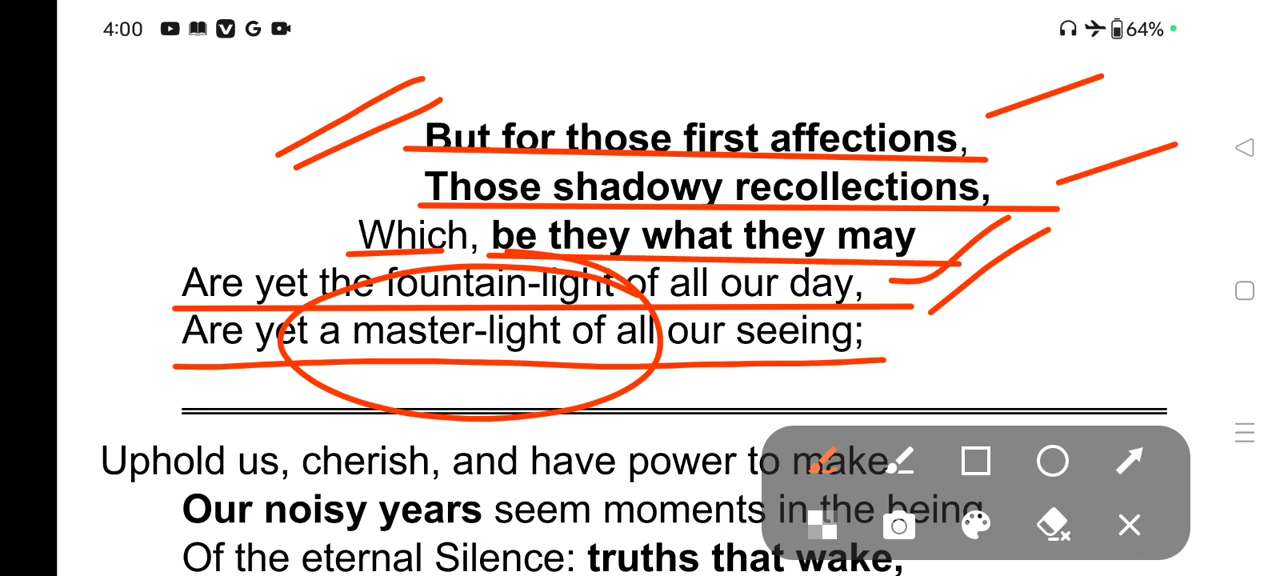 4:00
64%
But for those first affections,
Those shadowy recollections,
Which, be they what they may
Are yet the fountain-light of all our day,
Are yet a master-light of all our seeing;
Uphold us, cherish, and have power to make
Our noisy years seem moments in the being
Of the eternal Silence: truths that wake,